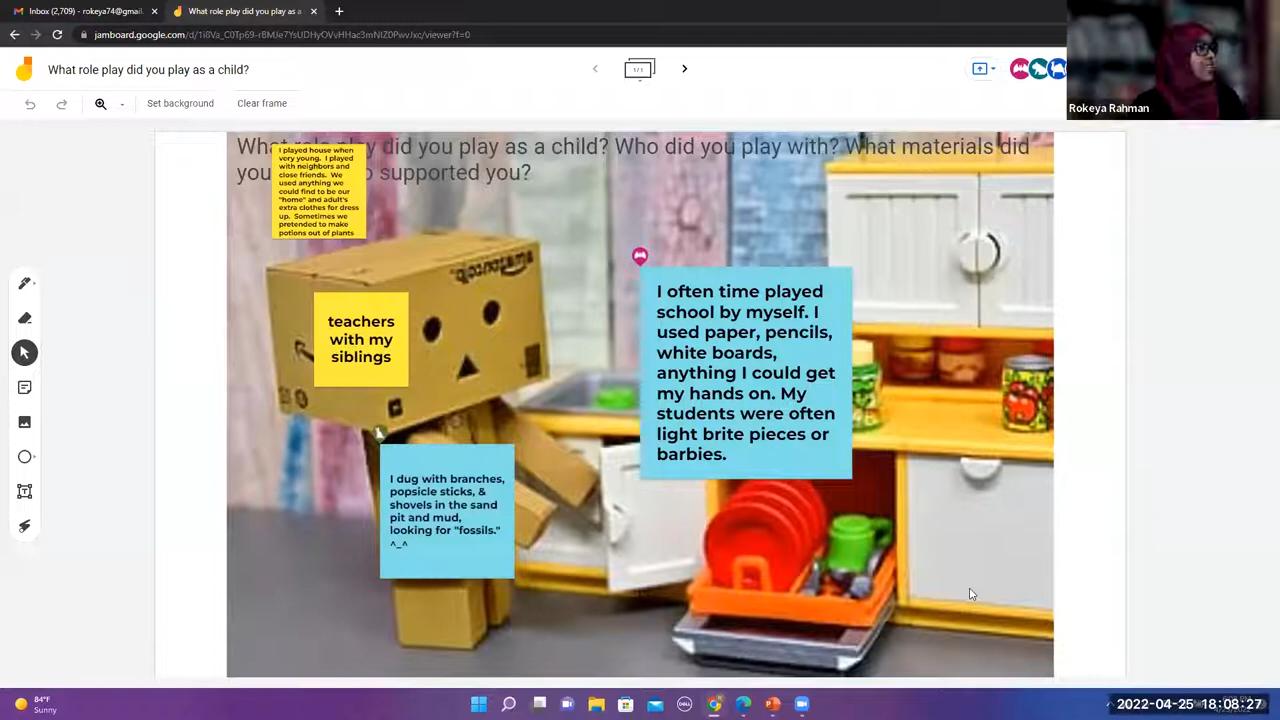 Inbox (2,709) - rokeya74@gmail.
What role play did you play as a
jamboard.google.com/d/
What role play did you play as a child?
1/1
Set background
Clear frame
Rokeya Rahman
did you play as a child? Who did you play with? What materials did
you
supported you?
I played house when
very young. I played
with neighbors and
close friends. We
used anything we
could find to be our
"home" and adult's
extra clothes for dress
up. Sometimes we
pretended to make
potions out of plants
teachers
with my
siblings
I often time played
school by myself. I
used paper, pencils,
white boards,
anything I could get
my hands on. My
students were often
light brite pieces or
barbies.
I dug with branches,
popsicle sticks, &
shovels in the sand
pit and mud,
looking for "fossils."
^_^
84°F
Sunny
2022-04-25 18:08:27